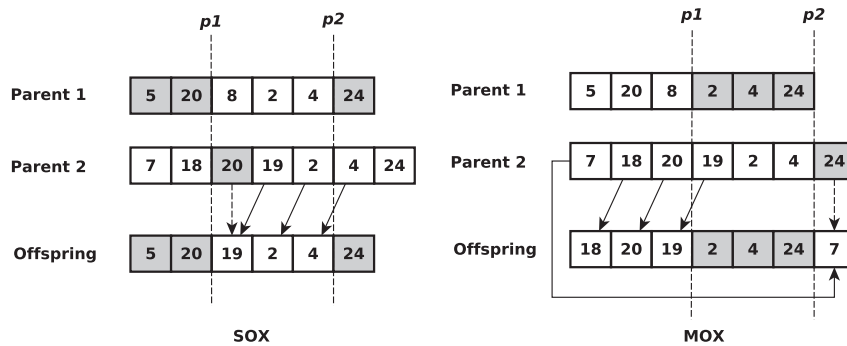 p1 p2
Parent 1 5 20 8 2 4 24
Parent 2 7 18 20 19 2 4 24
Offspring 5 20 19 2 4 24
SOX
p1 p2
Parent 1 5 20 8 2 4 24
Parent 2 7 18 20 19 2 4 24
Offspring 18 20 19 2 4 24 7
MOX